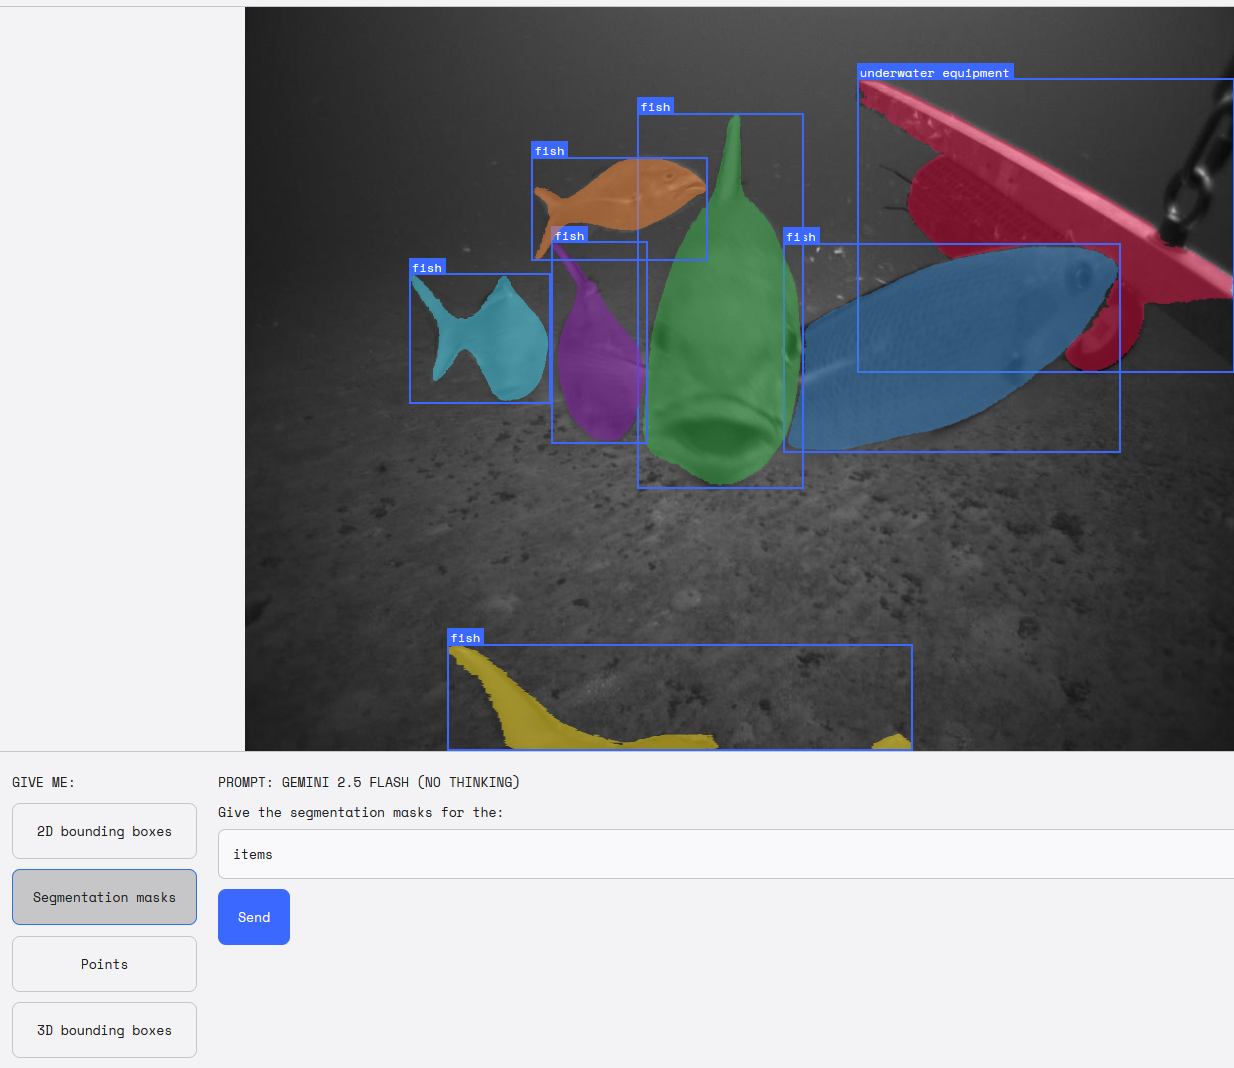 underwater equipment
fish
fish
fish
fish
fish
fish
GIVE ME:
2D bounding boxes
Segmentation masks
Points
3D bounding boxes
PROMPT: GEMINI 2.5 FLASH (NO THINKING)
Give the segmentation masks for the:
items
Send